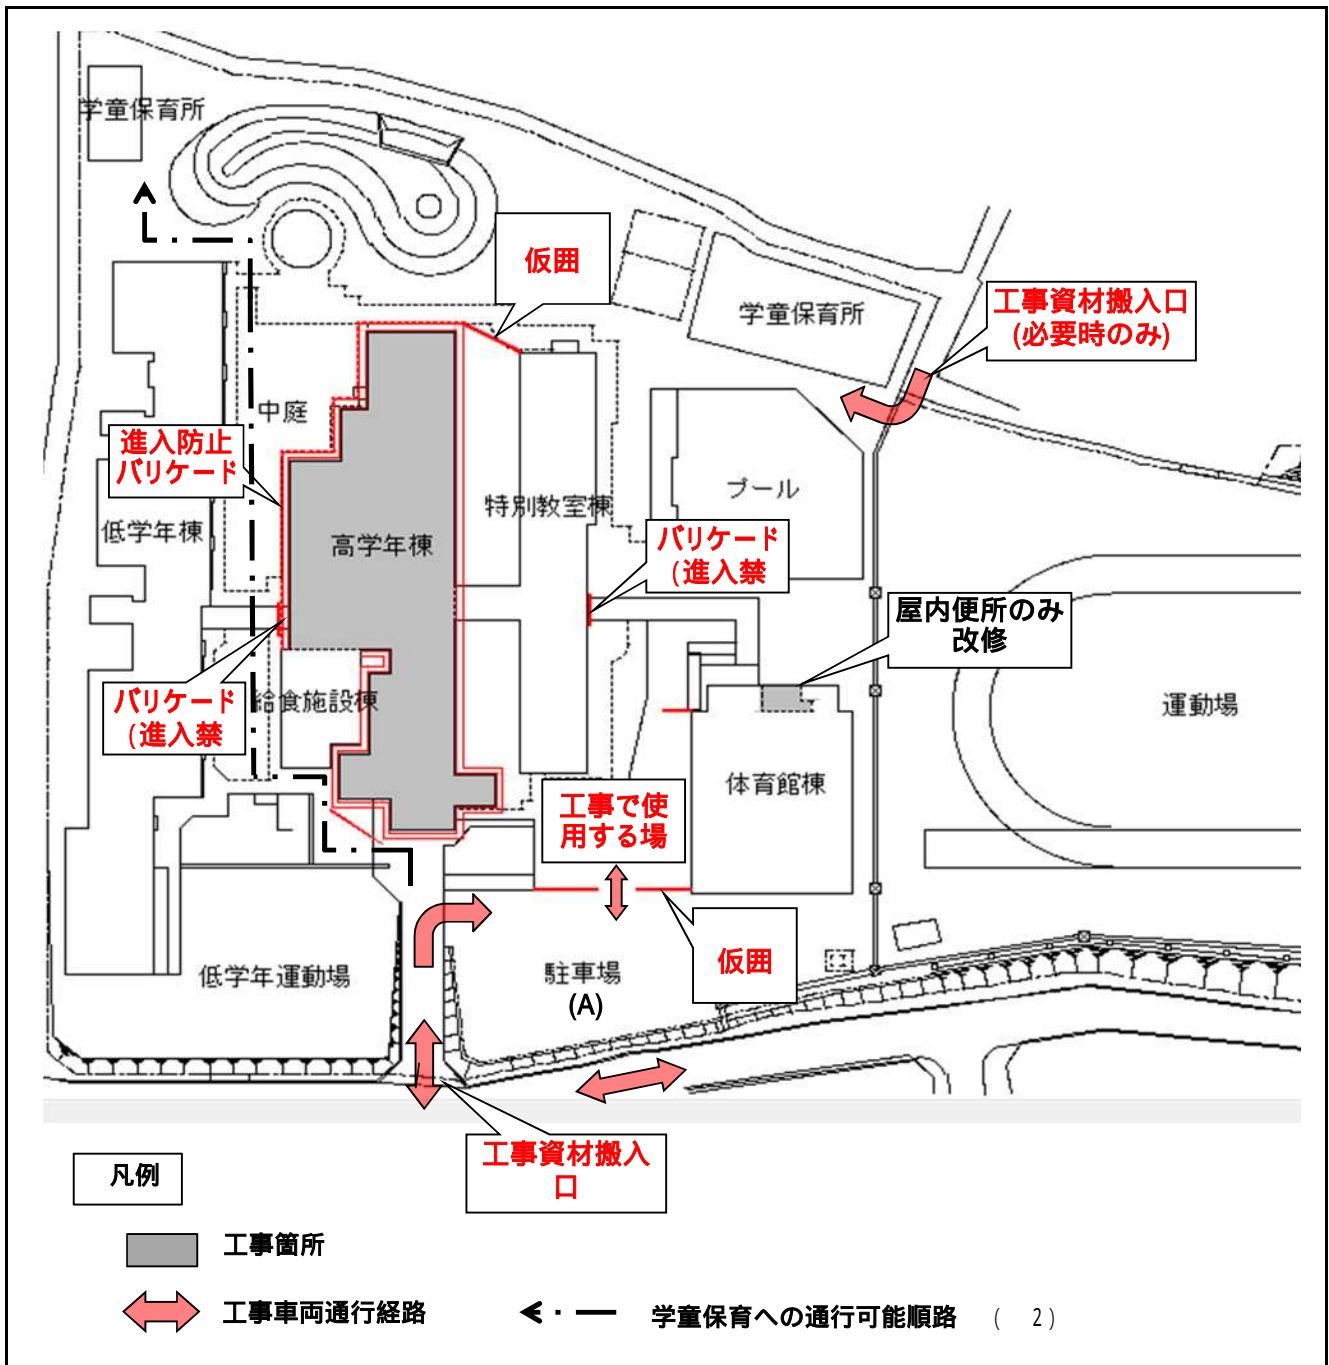 学童保育所
仮囲
学童保育所
工事資材搬入口
(必要時のみ)
中庭
進入防止
バリケード
低学年棟
高学年棟
特別教室棟
プール
バリケード
(進入禁
屋内便所のみ
改修
バリケード
(進入禁
給食施設棟
運動場
体育館棟
工事で使
用する場
低学年運動場
駐車場
(A)
仮囲
工事資材搬入
口
凡例
工事箇所
工事車両通行経路
学童保育への通行可能順路 ( 2)